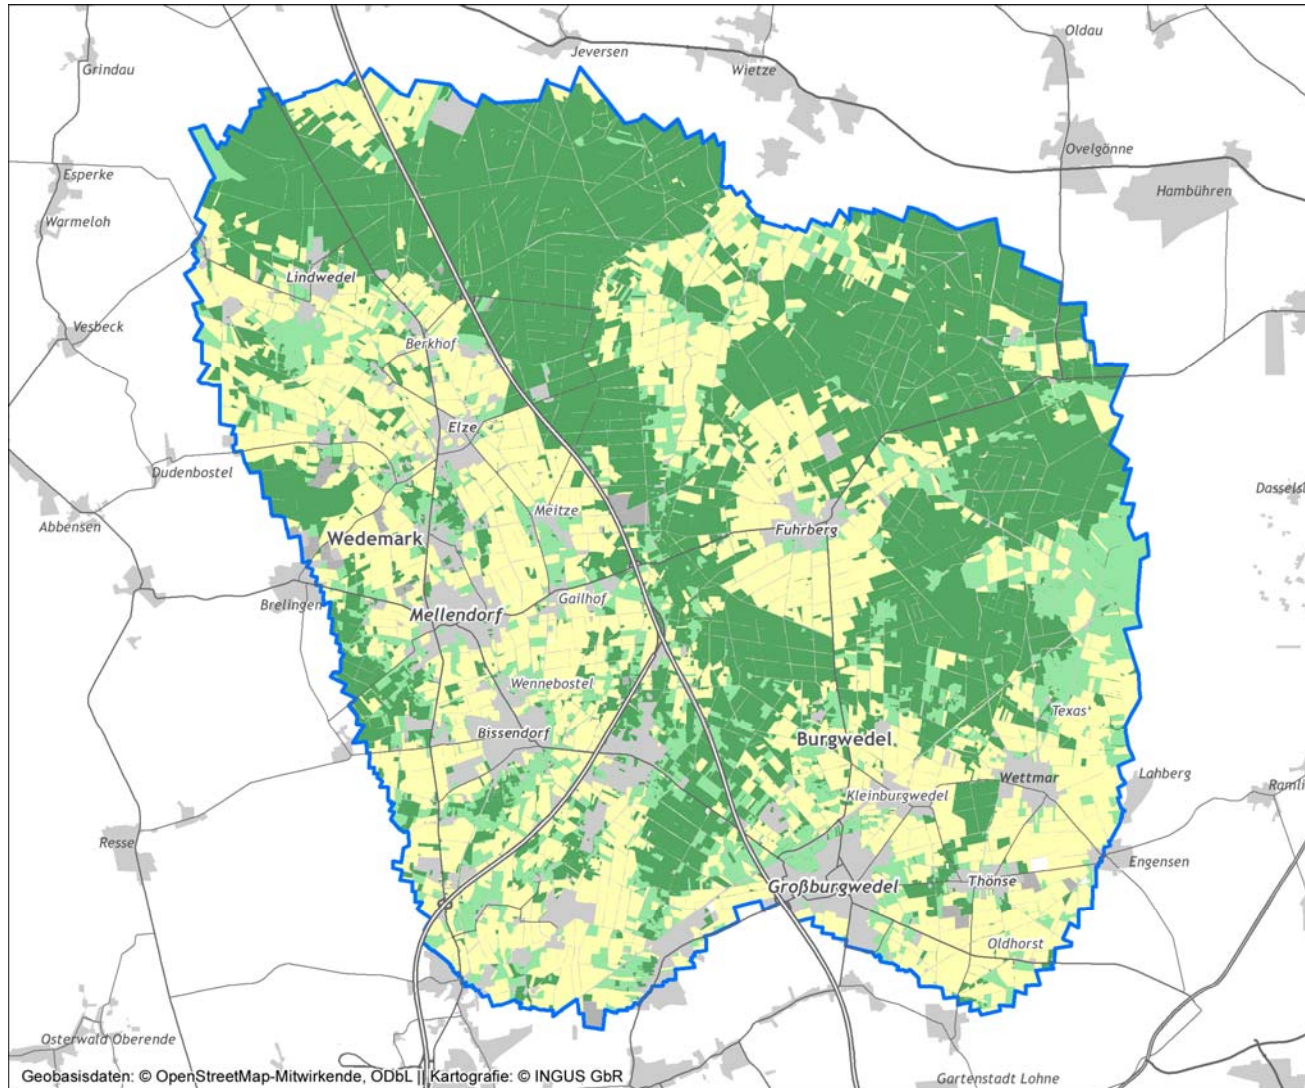 Oldau
Jeversen
Grindau
Wietze
Ovelgönne
Esperke
Hambühren
Warmeloh
Lindwedel
Vesbeck
Berkhof
Elze
Dudenbostel
Meitze
Abbensen
Fuhrberg
Wedemark
Gailhof
Brelingen
Mellendorf
Wennebostel
Texas
Bissendorf
Burgwedel
Lahberg
Wettmar
Kleinburgwedel
Resse
Engensen
Großburgwedel
Thönse
Oldhorst
Osterwald Oberende
Geobasisdaten: © OpenStreetMap-Mitwirkende, ODbL || Kartografie: © INGUS GbR
Gartenstadt Lohne